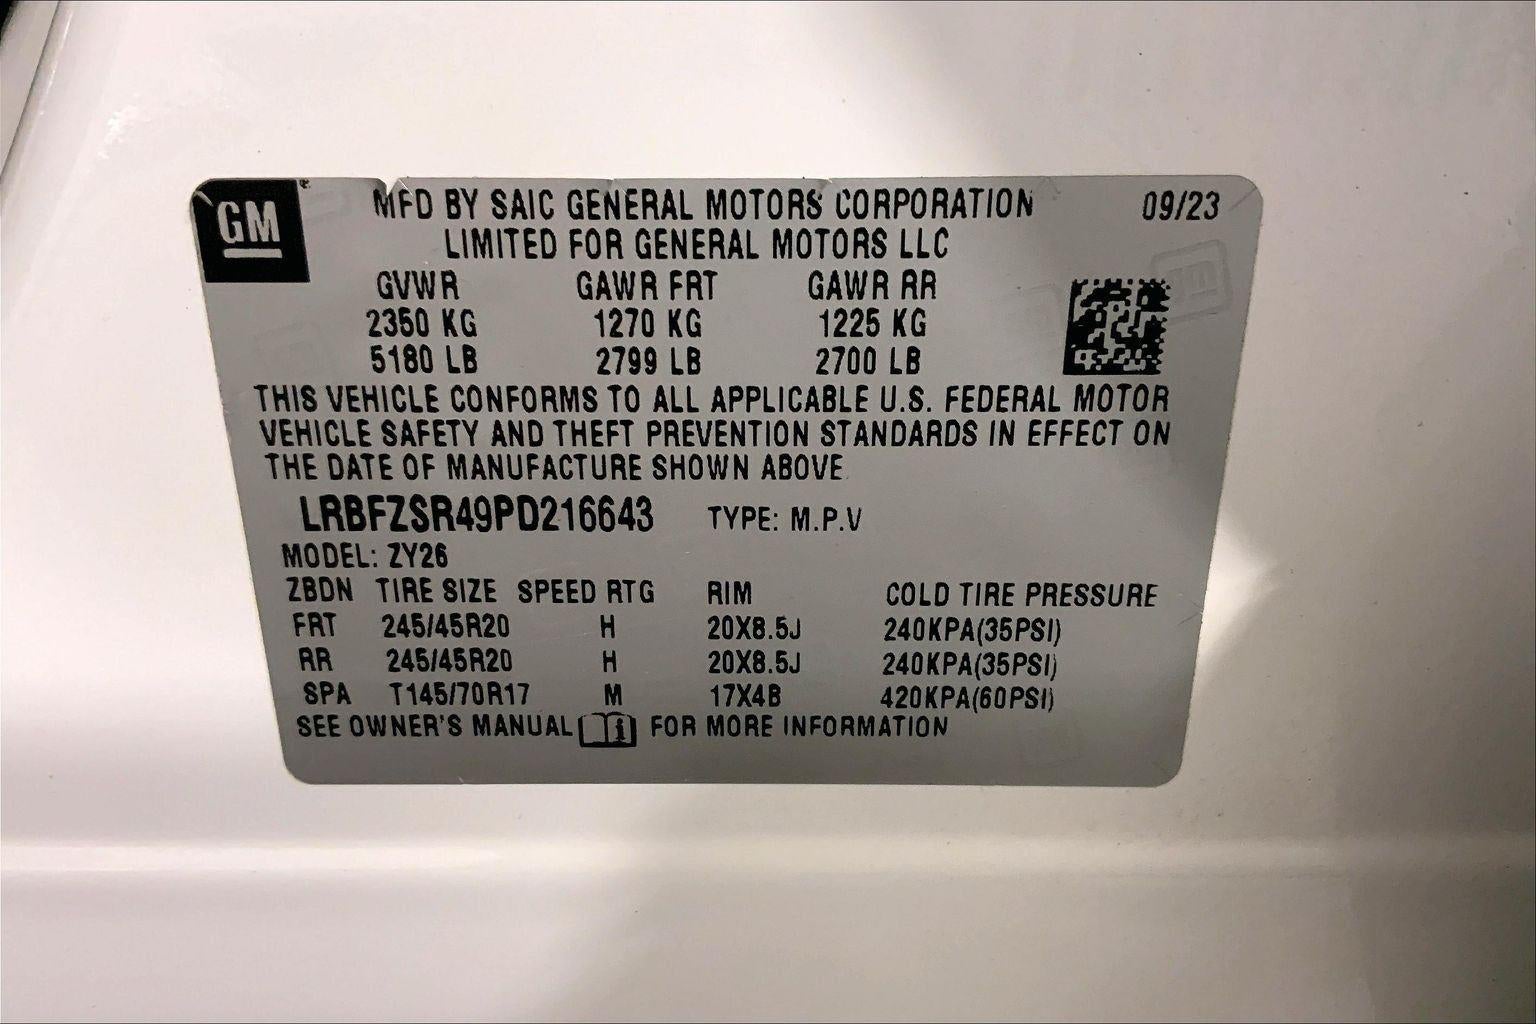 GM
MFD BY SAIC GENERAL MOTORS CORPORATION 09/23
LIMITED FOR GENERAL MOTORS LLC
GVWR GAWR FRT GAWR RR
2350 KG 1270 KG 1225 KG
5180 LB 2799 LB 2700 LB
THIS VEHICLE CONFORMS TO ALL APPLICABLE U.S. FEDERAL MOTOR
VEHICLE SAFETY AND THEFT PREVENTION STANDARDS IN EFFECT ON
THE DATE OF MANUFACTURE SHOWN ABOVE.
LRBFZSR49PD216643 TYPE: M.P.V
MODEL: ZY26
ZBDN TIRE SIZE SPEED RTG RIM COLD TIRE PRESSURE
FRT 245/45R20 H 20X8.5J 240KPA(35PSI)
RR 245/45R20 H 20X8.5J 240KPA(35PSI)
SPA T145/70R17 M 17X4B 420KPA(60PSI)
SEE OWNER'S MANUAL i FOR MORE INFORMATION